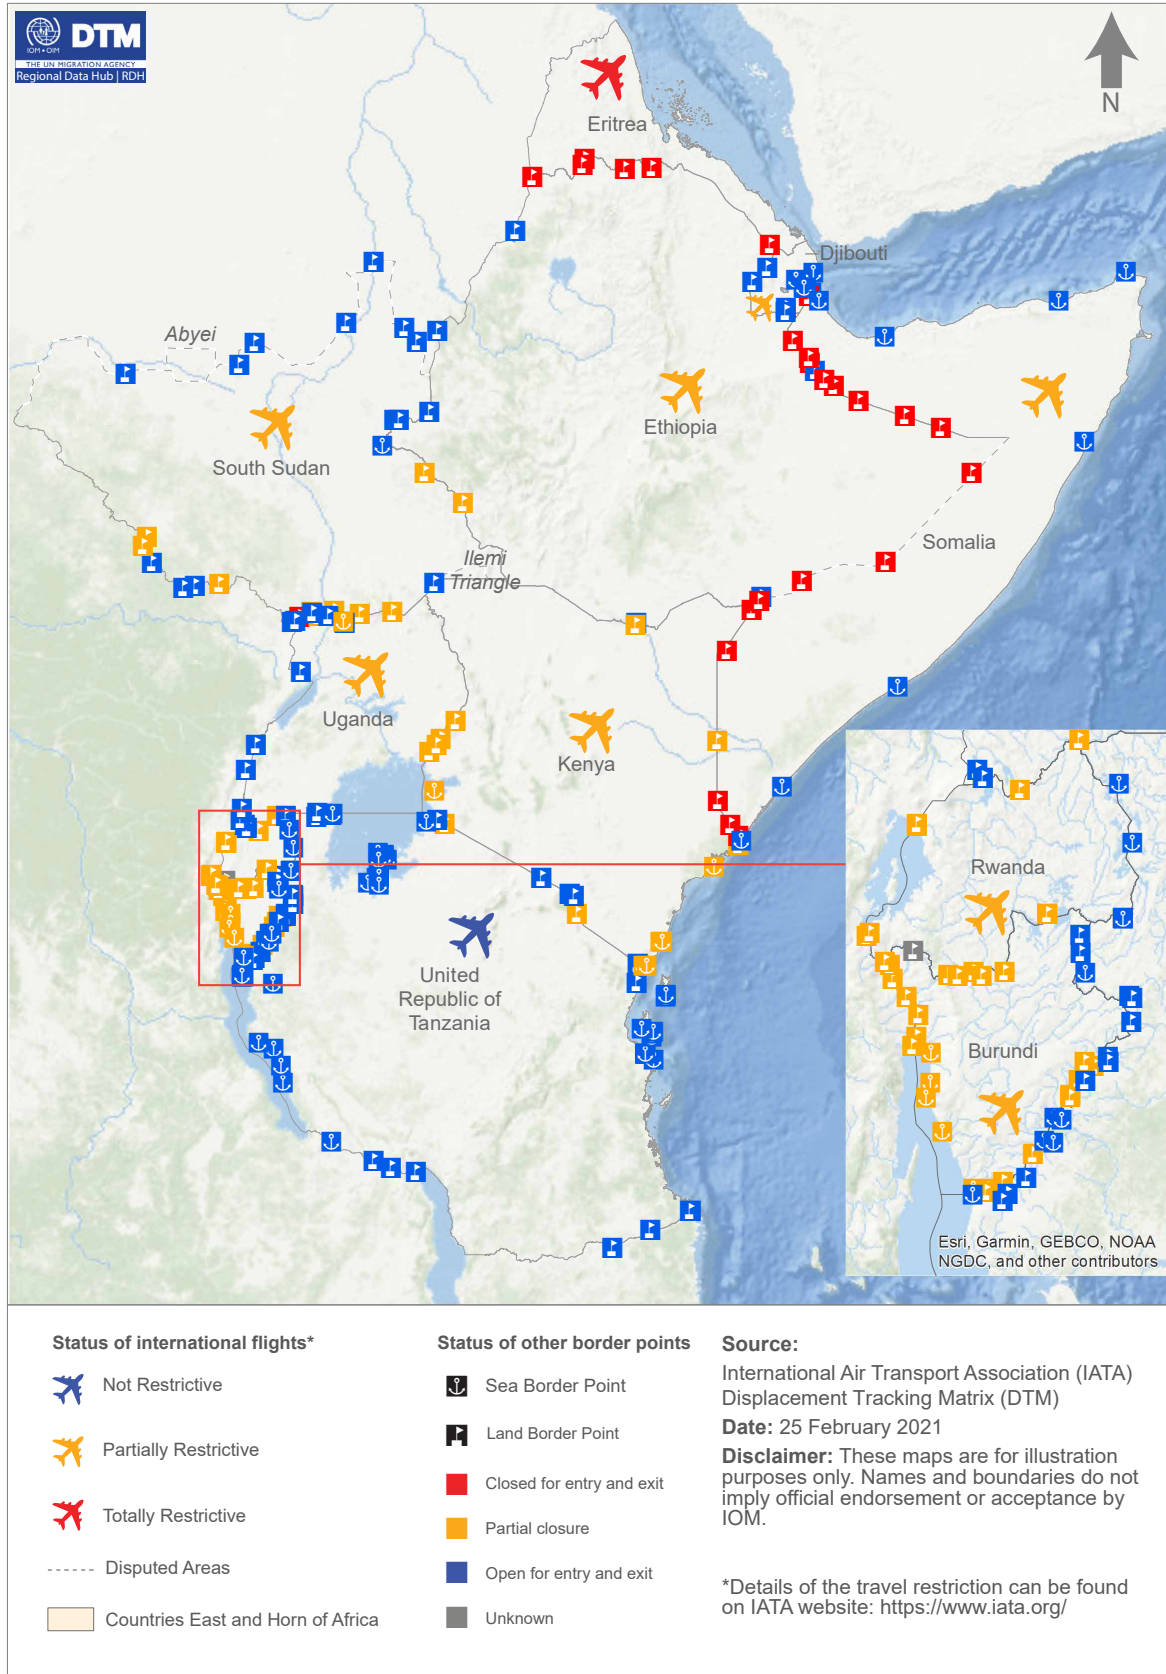 IOM • OIM
DTM
THE UN MIGRATION AGENCY
Regional Data Hub | RDH
N
Eritrea
Djibouti
Abyei
Ethiopia
South Sudan
Somalia
Ilemi
Triangle
Uganda
Kenya
Rwanda
United
Republic of
Tanzania
Burundi
Esri, Garmin, GEBCO, NOAA
NGDC, and other contributors
Status of international flights*
Not Restrictive
Partially Restrictive
Totally Restrictive
Disputed Areas
Countries East and Horn of Africa
Status of other border points
Sea Border Point
Land Border Point
Closed for entry and exit
Partial closure
Open for entry and exit
Unknown
Source:
International Air Transport Association (IATA)
Displacement Tracking Matrix (DTM)
Date: 25 February 2021
Disclaimer: These maps are for illustration
purposes only. Names and boundaries do not
imply official endorsement or acceptance by
IOM.
*Details of the travel restriction can be found
on IATA website: https://www.iata.org/